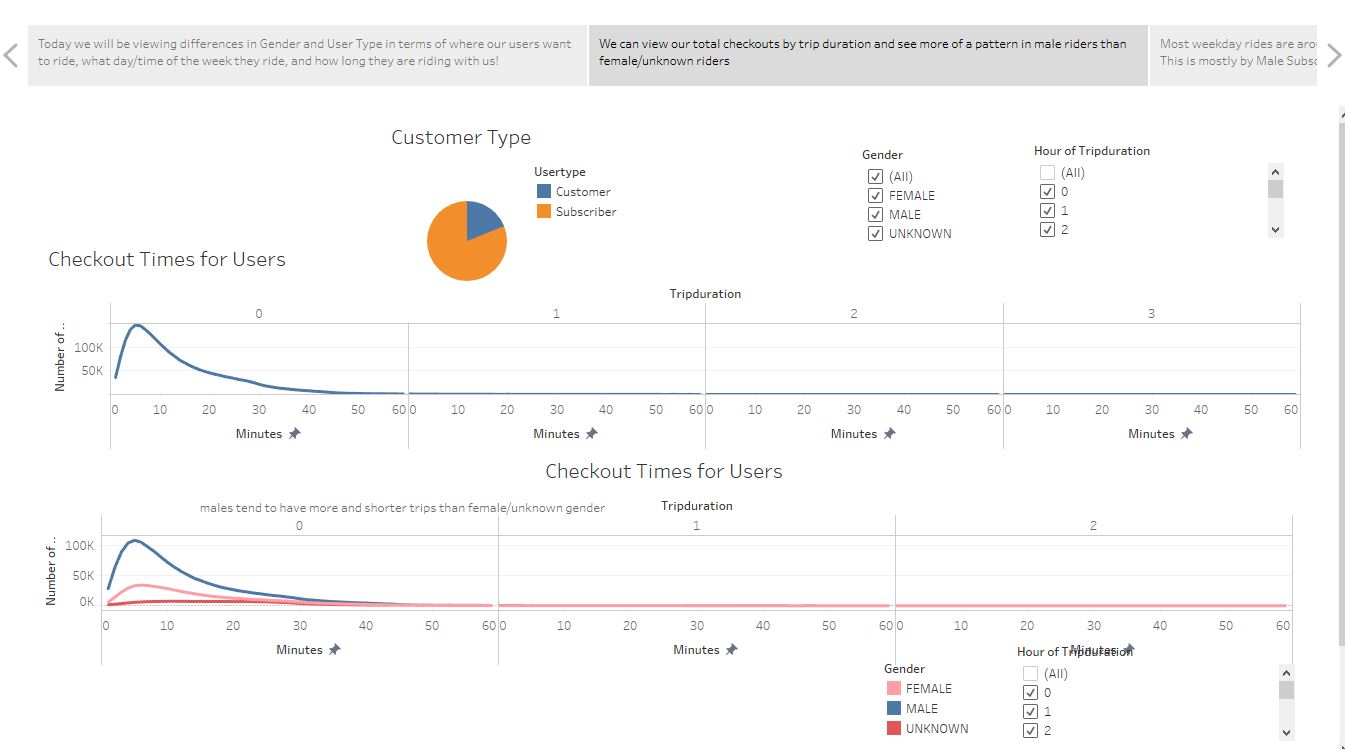 Today we will be viewing differences in Gender and User Type in terms of where our users want
to ride, what day/time of the week they ride, and how long they are riding with us!
We can view our total checkouts by trip duration and see more of a pattern in male riders than
female/unknown riders
Most weekday rides are
This is mostly by Male
Customer Type
Usertype
Customer
Subscriber
Gender
(All)
FEMALE
MALE
UNKNOWN
Hour of Tripduration
(All)
0
1
2
Checkout Times for Users
Tripduration
0 1 2 3
Number of ..
100K
50K
0 10 20 30 40 50 60 0 10 20 30 40 50 60 0 10 20 30 40 50 60 0 10 20 30 40 50 60
Minutes Minutes Minutes Minutes
Checkout Times for Users
males tend to have more and shorter trips than female/unknown gender
Tripduration
0 1 2
Number of ..
100K
50K
0K
0 10 20 30 40 50 60 0 10 20 30 40 50 60 0 10 20 30 40 50 60
Minutes Minutes Minutes
Gender
FEMALE
MALE
UNKNOWN
Hour of Tripduration
(All)
0
1
2